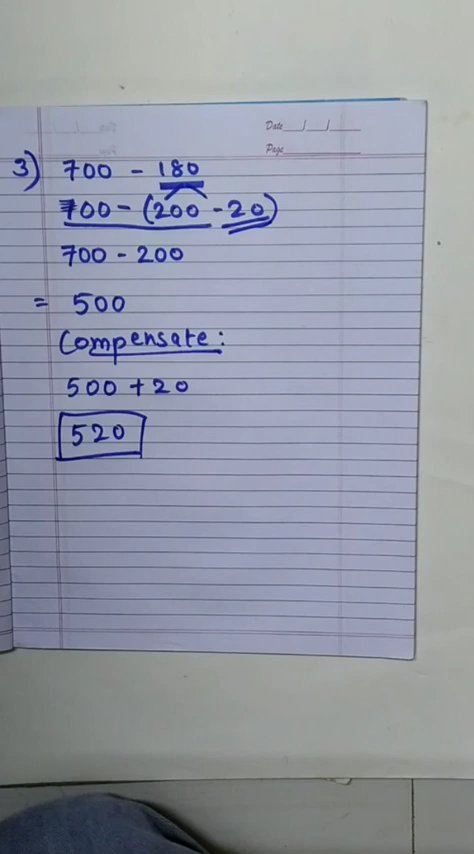 Date / /
Page
3) 700 - 180
700 - (200 - 20)
700 - 200
= 500
Compensate:
500 + 20
520